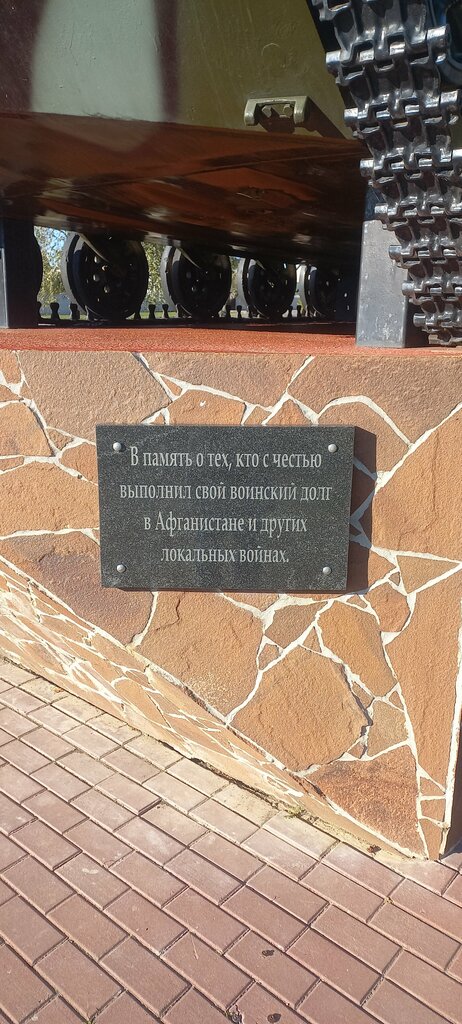 В память о тех, кто с честью
выполнил свой воинский долг
в Афганистане и других
локальных войнах.